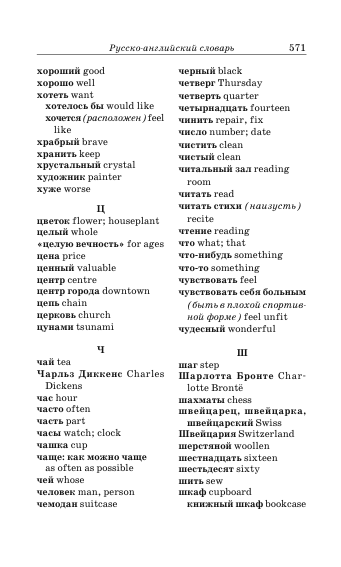 Русско-английский словарь 571
хороший good
хорошо well
хотеть want
хотелось бы would like
хочется (расположен) feel
like
храбрый brave
хранить keep
хрустальный crystal
художник painter
хуже worse
Ц
цветок flower; houseplant
целый whole
«целую вечность» for ages
цена price
ценный valuable
центр centre
центр города downtown
цепь chain
церковь church
цунами tsunami
Ч
чай tea
Чарльз Диккенс Charles
Dickens
час hour
часто often
часть part
часы watch; clock
чашка cup
чаще: как можно чаще
as often as possible
чей whose
человек man, person
чемодан suitcase
черный black
четверг Thursday
четверть quarter
четырнадцать fourteen
чинить repair, fix
число number; date
чистить clean
чистый clean
читальный зал reading
room
читать read
читать стихи (наизусть)
recite
чтение reading
что what; that
что-нибудь something
что-то something
чувствовать feel
чувствовать себя больным
(быть в плохой спортив-
ной форме) feel unfit
чудесный wonderful
Ш
шаг step
Шарлотта Бронте Char-
lotte Brontë
шахматы chess
швейцарец, швейцарка,
швейцарский Swiss
Швейцария Switzerland
шерстяной woollen
шестнадцать sixteen
шестьдесят sixty
шить sew
шкаф cupboard
книжный шкаф bookcase